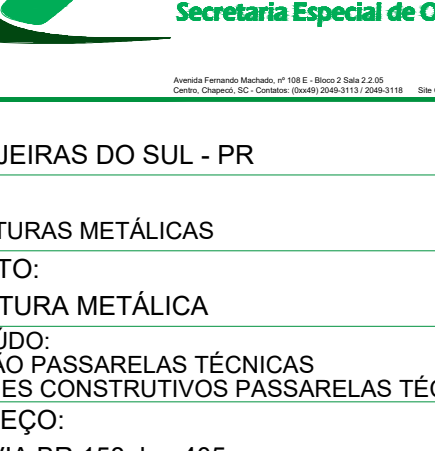 Secretaria Especial de O
Avenida Fernando Machado, nº 108 E - Bloco 2 Sala 2.2.05
Centro, Chapecó, SC - Contatos: (0xx49) 2049-3113 / 2049-3118 Site
JEIRAS DO SUL - PR
TURAS METÁLICAS
TO:
TURA METÁLICA
ÚDO:
ÃO PASSARELAS TÉCNICAS
ES CONSTRUTIVOS PASSARELAS TÉC
EÇO: